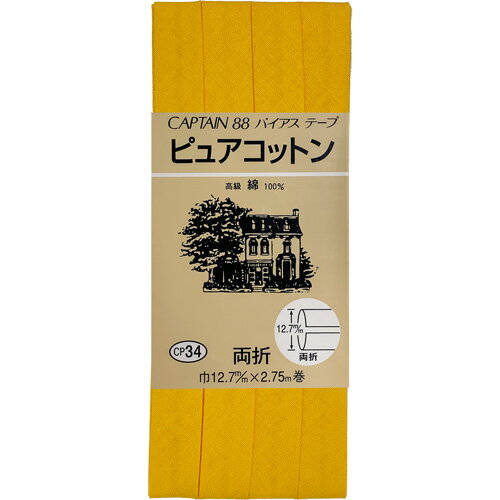 CAPTAIN 88 バイアス テープ
ピュアコットン
高級 綿 100%
12.7m/m
両折
CP34
両折
巾12.7m/m×2.75m巻